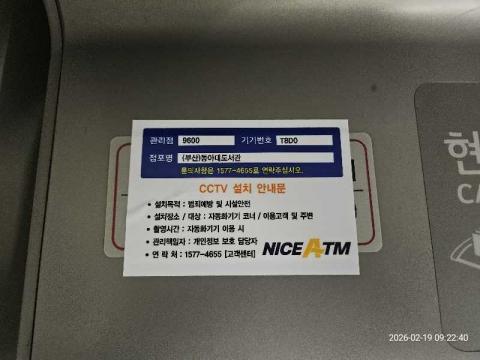 관리점 9600 기기번호 T8D0
점포명 (부산)동아대도서관
문의사항은 1577-4655로 연락주십시오.
CCTV 설치 안내문
• 설치목적 : 범죄예방 및 시설안전
• 설치장소 / 대상 : 자동화기기 코너 / 이용고객 및 주변
• 촬영시간 : 자동화기기 이용 시
• 관리책임자 : 개인정보 보호 담당자
• 연 락 처 : 1577-4655 [고객센터]
NICE ATM
현
CA
2026-02-19 09:22:40